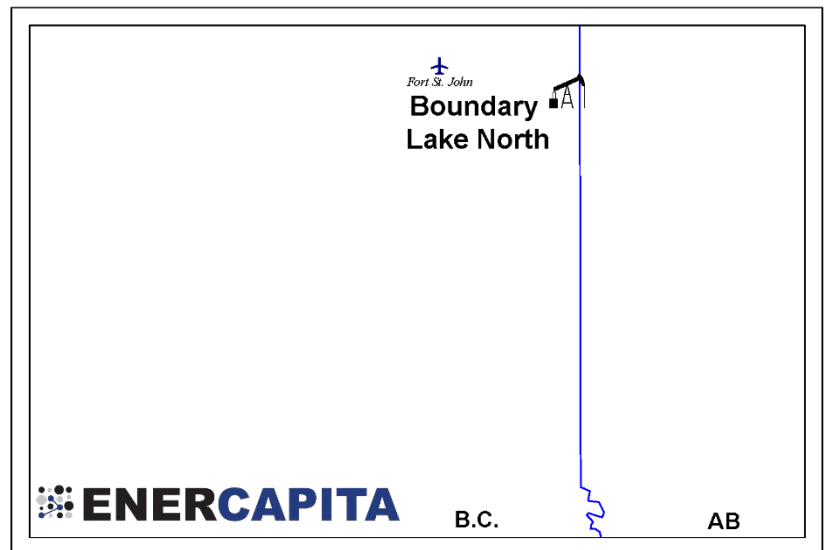 Fort St. John
Boundary
Lake North
ENERCAPITA
B.C.
AB